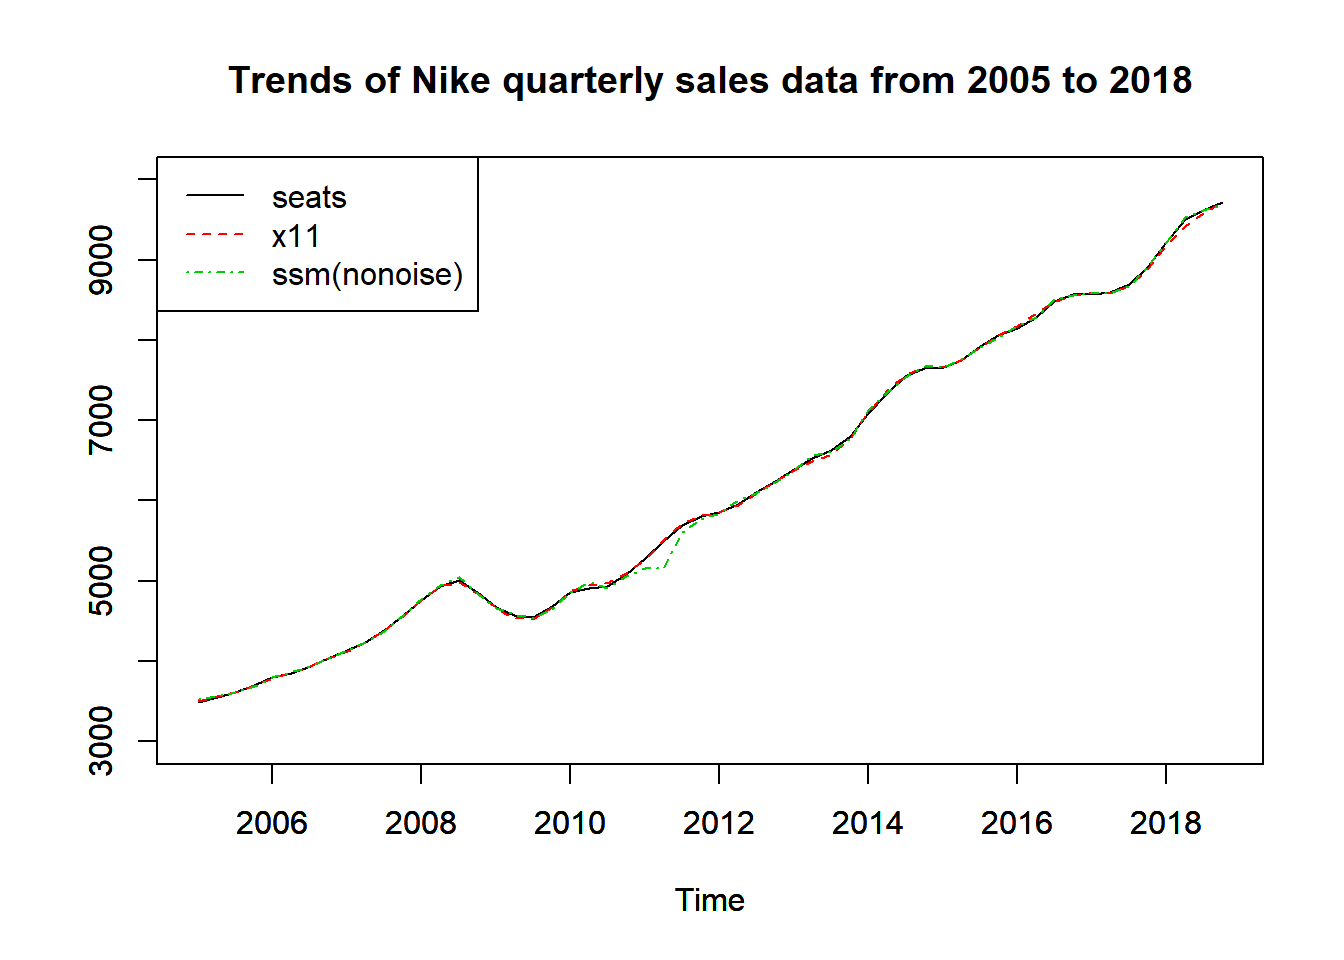 Trends of Nike quarterly sales data from 2005 to 2018
seats
x11
ssm(nonoise)
9000
7000
5000
3000
2006 2008 2010 2012 2014 2016 2018
Time